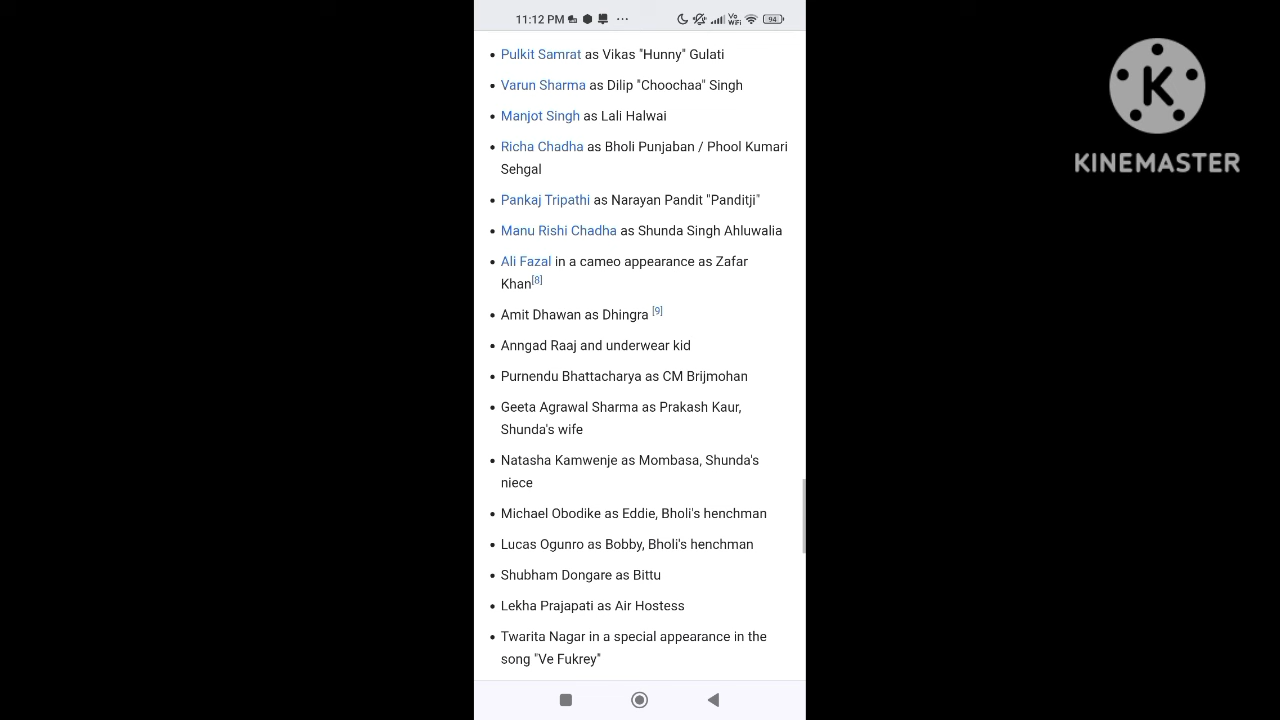 11:12 PM
Vo
WiFi
94
• Pulkit Samrat as Vikas "Hunny" Gulati
• Varun Sharma as Dilip "Choochaa" Singh
• Manjot Singh as Lali Halwai
• Richa Chadha as Bholi Punjaban / Phool Kumari
Sehgal
• Pankaj Tripathi as Narayan Pandit "Panditji"
• Manu Rishi Chadha as Shunda Singh Ahluwalia
• Ali Fazal in a cameo appearance as Zafar
Khan[8]
• Amit Dhawan as Dhingra [9]
• Anngad Raaj and underwear kid
• Purnendu Bhattacharya as CM Brijmohan
• Geeta Agrawal Sharma as Prakash Kaur,
Shunda's wife
• Natasha Kamwenje as Mombasa, Shunda's
niece
• Michael Obodike as Eddie, Bholi's henchman
• Lucas Ogunro as Bobby, Bholi's henchman
• Shubham Dongare as Bittu
• Lekha Prajapati as Air Hostess
• Twarita Nagar in a special appearance in the
song "Ve Fukrey"
K
KINEMASTER